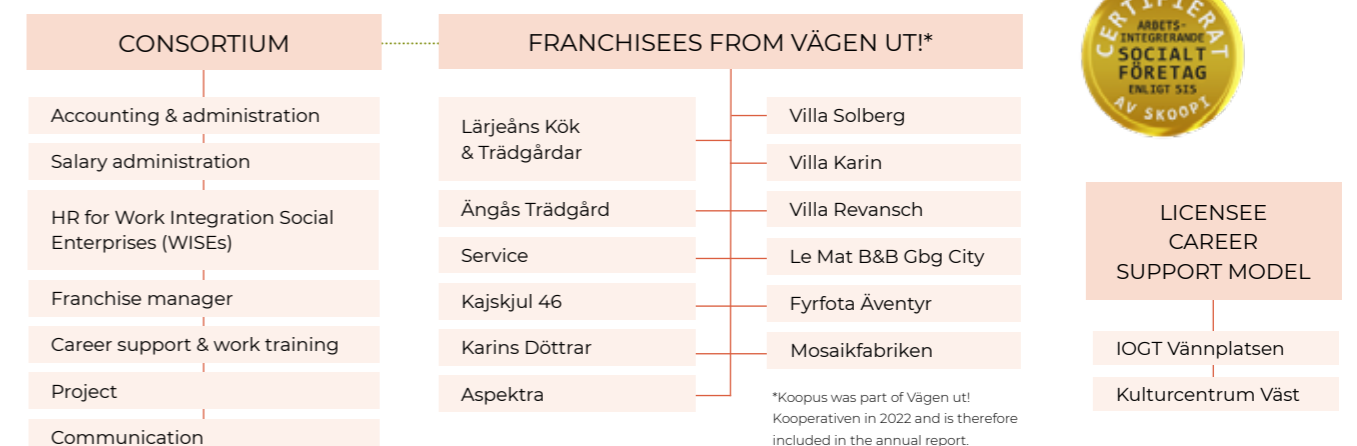 CONSORTIUM
Accounting & administration
Salary administration
HR for Work Integration Social
Enterprises (WISEs)
Franchise manager
Career support & work training
Project
Communication
FRANCHISEES FROM VÄGEN UT!*
Lärjeåns Kök
& Trädgårdar
Ängås Trädgård
Service
Kajskjul 46
Karins Döttrar
Aspektra
Villa Solberg
Villa Karin
Villa Revansch
Le Mat B&B Gbg City
Fyrfota Äventyr
Mosaikfabriken
*Koopus was part of Vägen ut!
Kooperativen in 2022 and is therefore
included in the annual report.
CERTIFIERAT
ARBETS-
INTEGRERANDE
SOCIALT
FÖRETAG
ENLIGT SIS
AV SKOOPI
LICENSEE
CAREER
SUPPORT MODEL
IOGT Vännplatsen
Kulturcentrum Väst